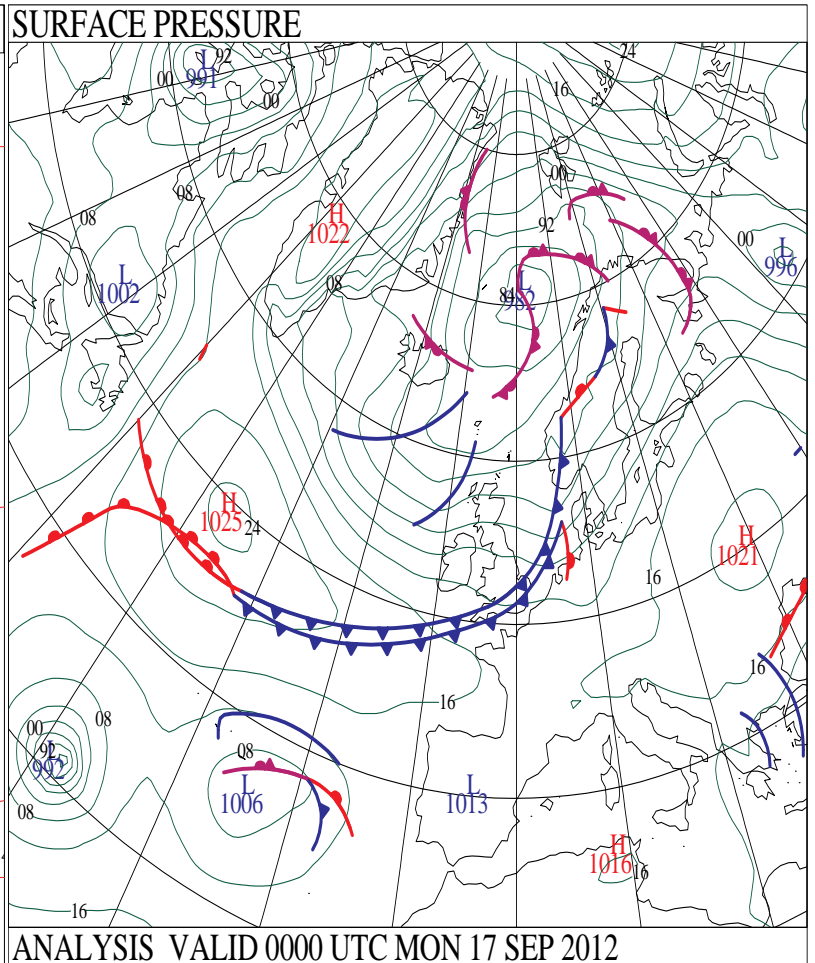 SURFACE PRESSURE
24
L
92
991
00
16
00
08
00
H
1022
92
08
00
L
996
L
1002
08
L
84
982
H
1025
24
H
1021
16
16
16
08
00
L
92
992
08
08
L
1006
L
1013
H
1016
16
16
ANALYSIS VALID 0000 UTC MON 17 SEP 2012